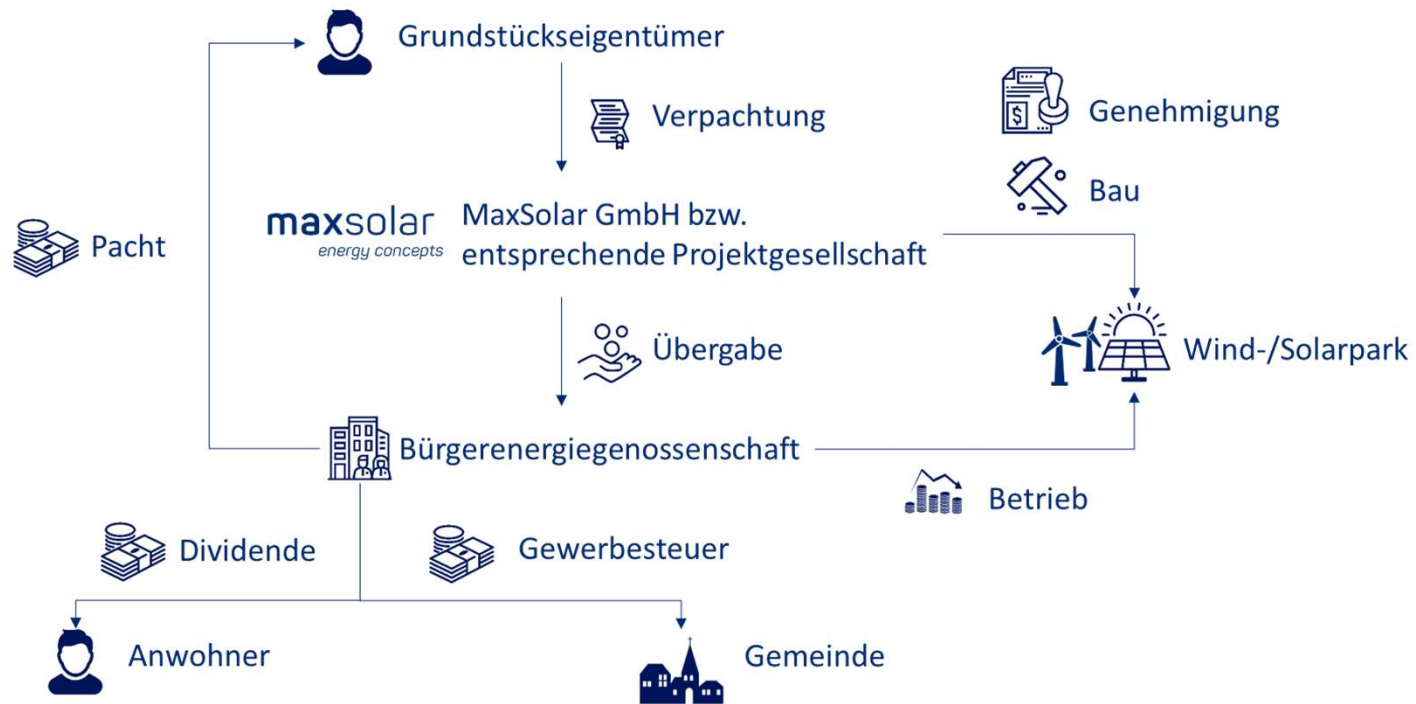 Grundstückseigentümer
Verpachtung
Genehmigung
Bau
Pacht
maxsolar
energy concepts
MaxSolar GmbH bzw.
entsprechende Projektgesellschaft
Übergabe
Wind-/Solarpark
Bürgerenergiegenossenschaft
Betrieb
Dividende
Gewerbesteuer
Anwohner
Gemeinde
$